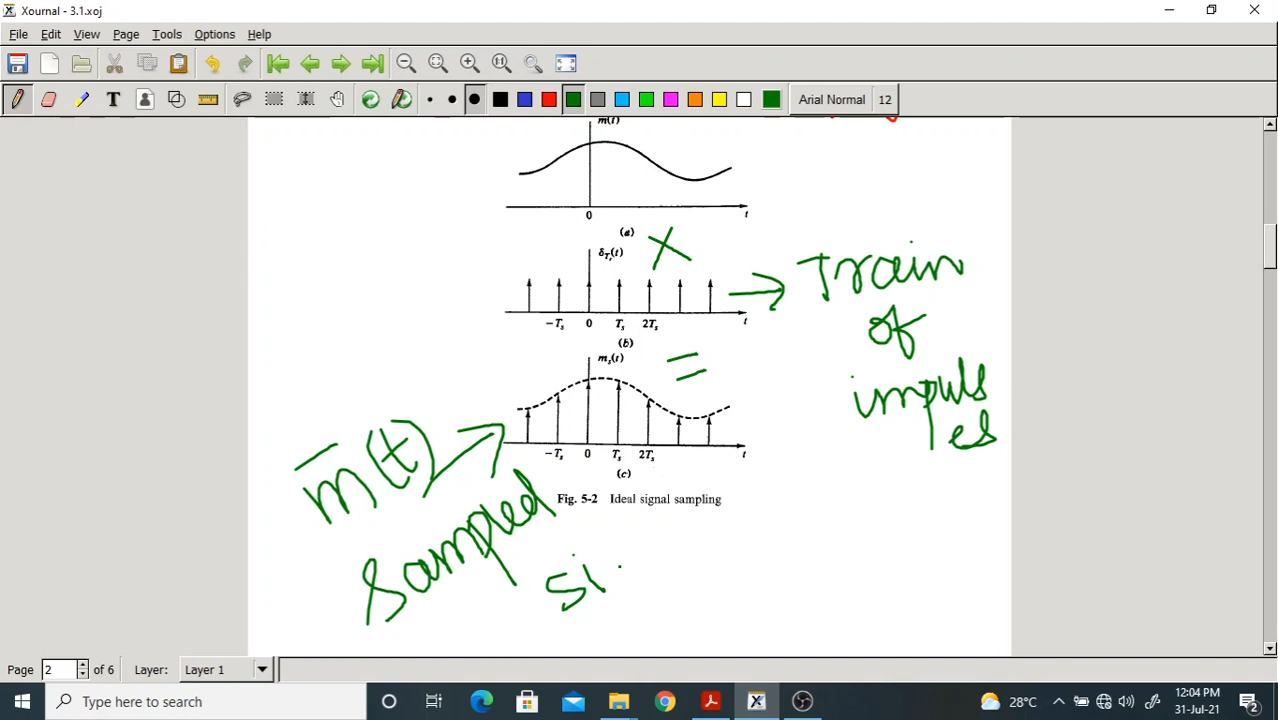 Xournal - 3.1.xoj
File Edit View Page Tools Options Help
Arial Normal 12
m(t)
0 t
(a)
δTs(t)
-Ts 0 Ts 2Ts t
(b)
ms(t)
-Ts 0 Ts 2Ts t
(c)
Fig. 5-2 Ideal signal sampling
×
=
→ Train
of
impuls
es
m̅(t)
Sampled
si
Page 2 of 6 Layer: Layer 1
Type here to search
28°C
12:04 PM
31-Jul-21
2